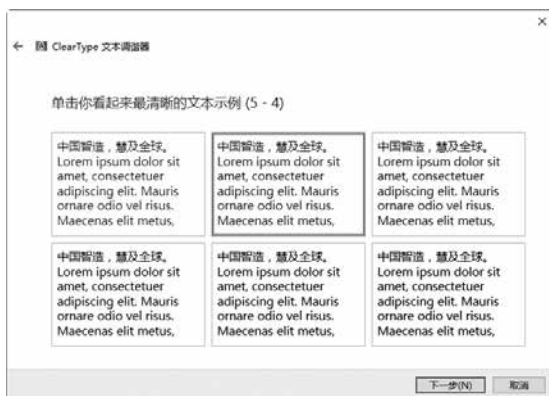 ClearType 文本调谐器
单击你看起来最清晰的文本示例 (5 - 4)
中国智造，慧及全球。
Lorem ipsum dolor sit
amet, consectetuer
adipiscing elit. Mauris
ornare odio vel risus.
Maecenas elit metus,
中国智造，慧及全球。
Lorem ipsum dolor sit
amet, consectetuer
adipiscing elit. Mauris
ornare odio vel risus.
Maecenas elit metus,
中国智造，慧及全球。
Lorem ipsum dolor sit
amet, consectetuer
adipiscing elit. Mauris
ornare odio vel risus.
Maecenas elit metus,
中国智造，慧及全球。
Lorem ipsum dolor sit
amet, consectetuer
adipiscing elit. Mauris
ornare odio vel risus.
Maecenas elit metus,
中国智造，慧及全球。
Lorem ipsum dolor sit
amet, consectetuer
adipiscing elit. Mauris
ornare odio vel risus.
Maecenas elit metus,
中国智造，慧及全球。
Lorem ipsum dolor sit
amet, consectetuer
adipiscing elit. Mauris
ornare odio vel risus.
Maecenas elit metus,
下一步(N) 取消